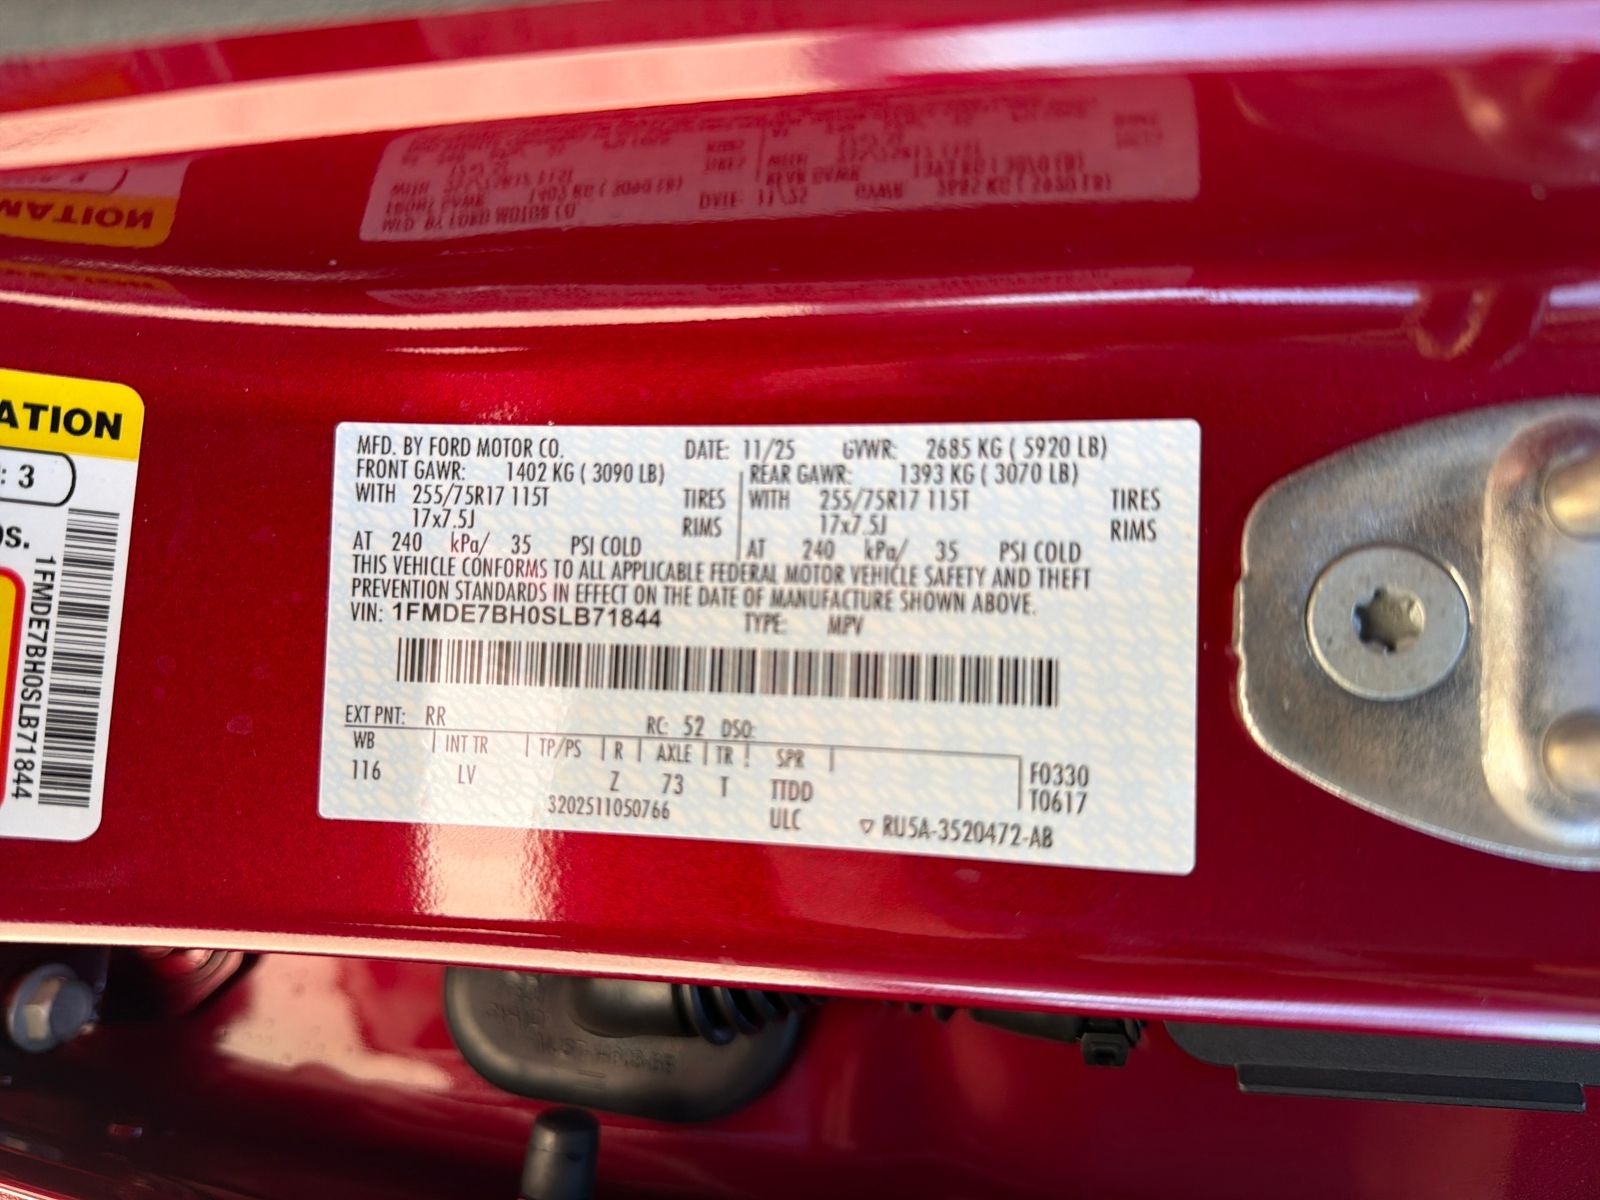 ATION
: 3
os.
1FMDE7BH0SLB71844
MFD. BY FORD MOTOR CO. DATE: 11/25 GVWR: 2685 KG ( 5920 LB)
FRONT GAWR: 1402 KG ( 3090 LB) REAR GAWR: 1393 KG ( 3070 LB)
WITH 255/75R17 115T TIRES WITH 255/75R17 115T TIRES
17x7.5J RIMS 17x7.5J RIMS
AT 240 kPa/ 35 PSI COLD AT 240 kPa/ 35 PSI COLD
THIS VEHICLE CONFORMS TO ALL APPLICABLE FEDERAL MOTOR VEHICLE SAFETY AND THEFT
PREVENTION STANDARDS IN EFFECT ON THE DATE OF MANUFACTURE SHOWN ABOVE.
VIN: 1FMDE7BH0SLB71844 TYPE: MPV
EXT PNT: RR RC: 52 DSO:
WB INT TR TP/PS R AXLE TR SPR
116 LV Z 73 T TTDD F0330
3202511050766 ULC T0617
RU5A-3520472-AB